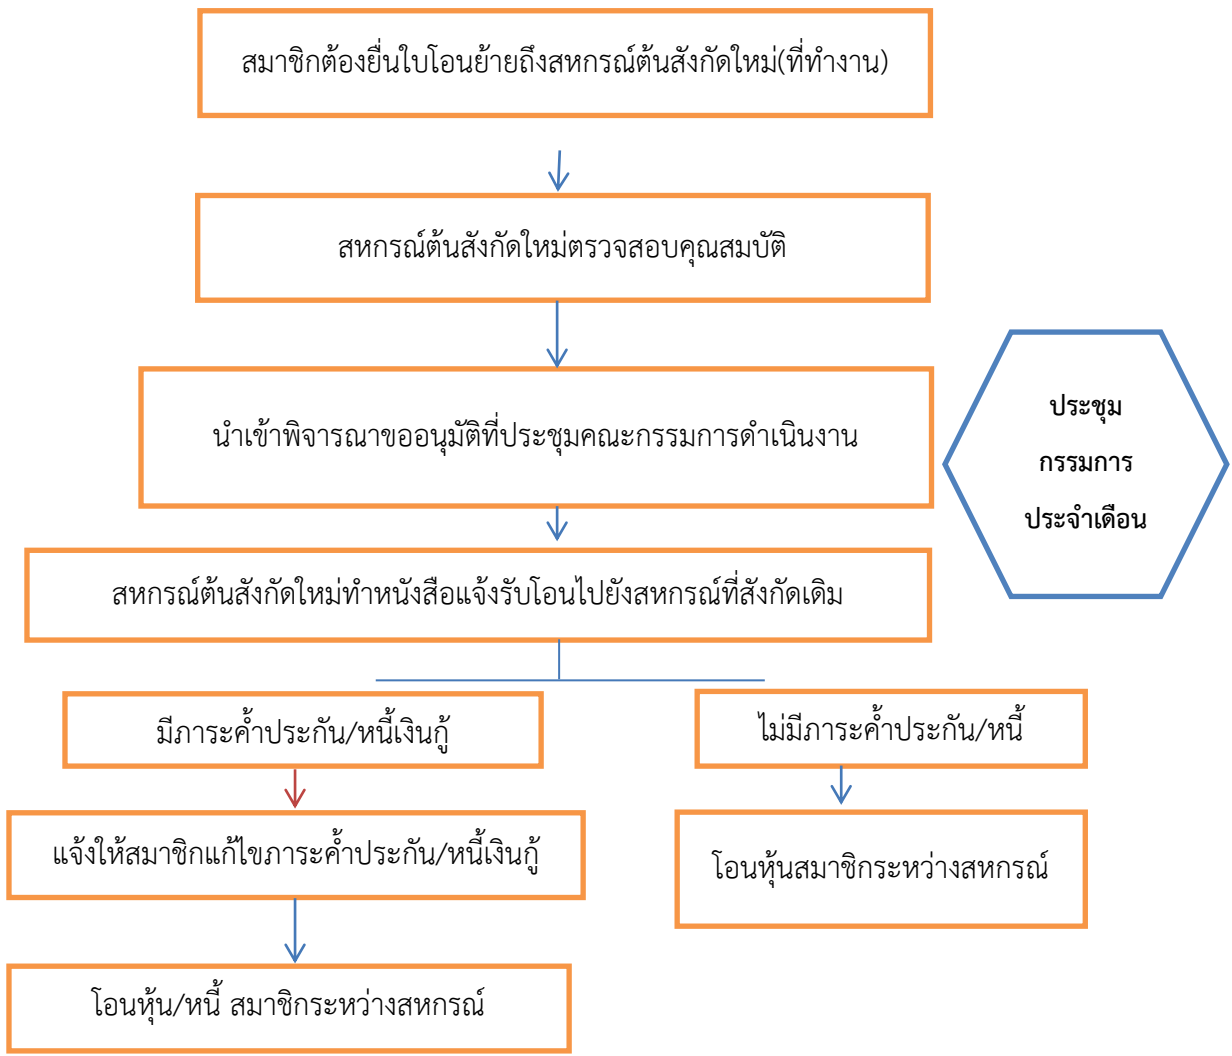 สมาชิกต้องยื่นใบโอนย้ายถึงสหกรณ์ต้นสังกัดใหม่(ที่ทำงาน)
สหกรณ์ต้นสังกัดใหม่ตรวจสอบคุณสมบัติ
นำเข้าพิจารณาขออนุมัติที่ประชุมคณะกรรมการดำเนินงาน
ประชุม
กรรมการ
ประจำเดือน
สหกรณ์ต้นสังกัดใหม่ทำหนังสือแจ้งรับโอนไปยังสหกรณ์ที่สังกัดเดิม
มีภาระค้ำประกัน/หนี้เงินกู้
ไม่มีภาระค้ำประกัน/หนี้
แจ้งให้สมาชิกแก้ไขภาระค้ำประกัน/หนี้เงินกู้
โอนหุ้นสมาชิกระหว่างสหกรณ์
โอนหุ้น/หนี้ สมาชิกระหว่างสหกรณ์